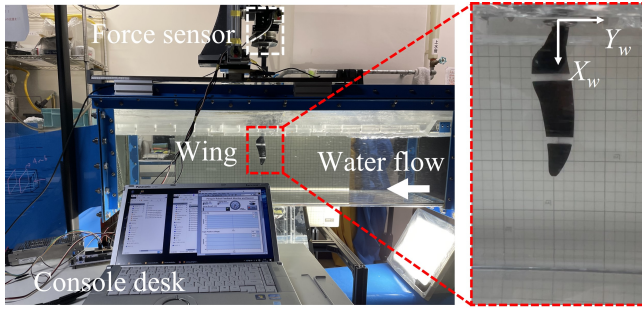 Force sensor
Wing
Water flow
Console desk
Y_w
X_w